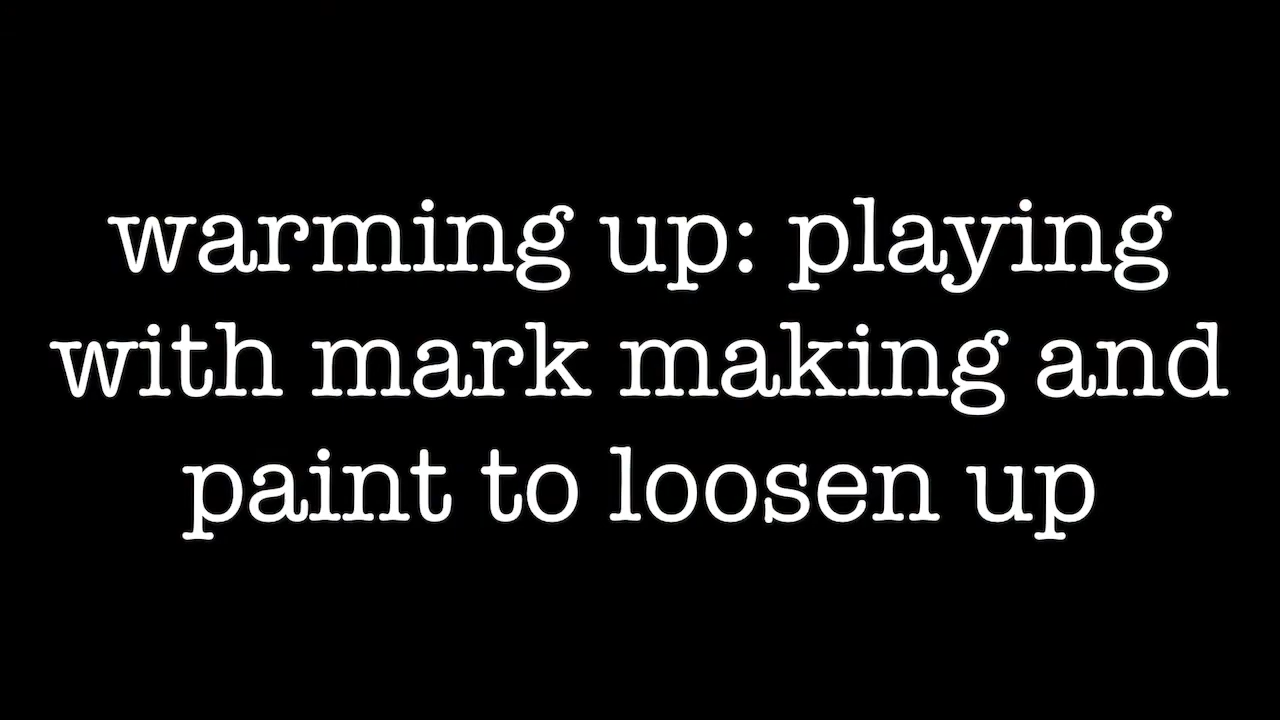 warming up: playing
with mark making and
paint to loosen up